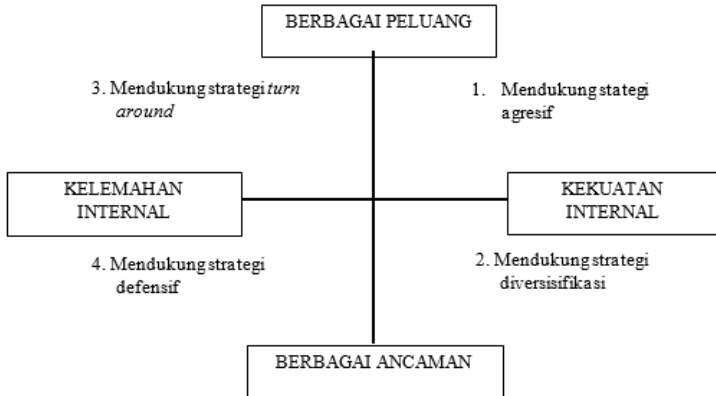 BERBAGAI PELUANG
3. Mendukung strategi turn
around
1. Mendukung stategi
agresif
KELEMAHAN
INTERNAL
KEKUATAN
INTERNAL
4. Mendukung strategi
defensif
2. Mendukung strategi
diversisifikasi
BERBAGAI ANCAMAN